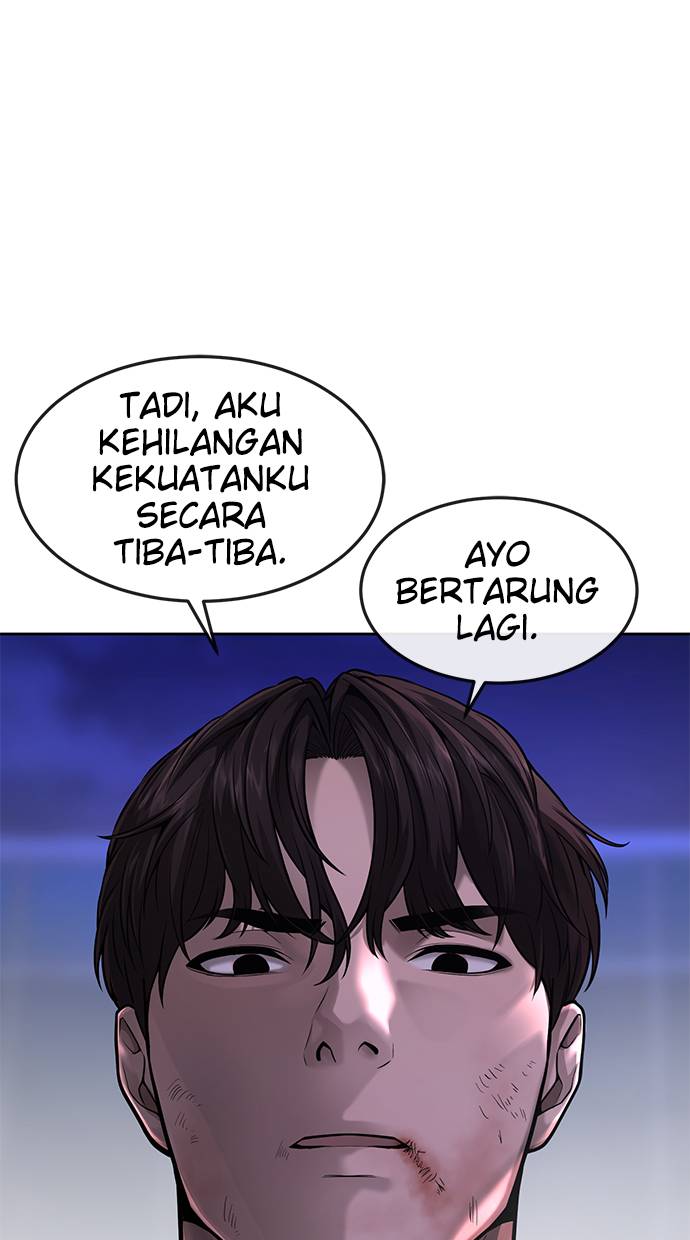 TADI, AKU
KEHILANGAN
KEKUATANKU
SECARA
TIBA-TIBA.
AYO
BERTARUNG
LAGI.